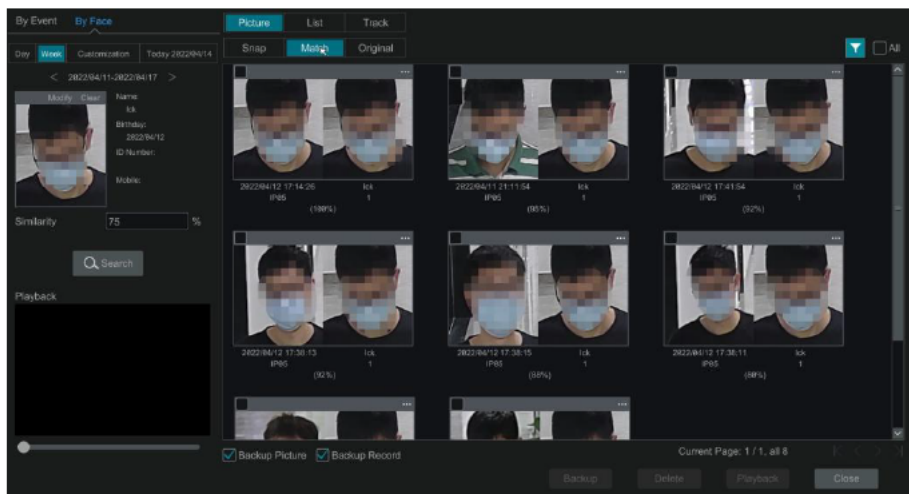 By Event By Face
Picture List Track
Day Week Customization Today 2022/04/14
Snap Match Original
All
< 2022/04/11-2022/04/17 >
Modify Clear
Name:
lck
Birthday:
2022/04/12
ID Number:
Mobile:
Similarity 75 %
Search
Playback
2022/04/12 17:14:26 lck
IP05 1
(100%)
2022/04/11 21:11:54 lck
IP05 1
(95%)
2022/04/12 17:41:54 lck
IP05 1
(92%)
2022/04/12 17:38:13 lck
IP05 1
(92%)
2022/04/12 17:38:15 lck
IP05 1
2022/04/12 17:38:11 lck
IP05 1
Backup Picture Backup Record
Current Page: 1 / 1, all 8
Backup Delete Playback Close